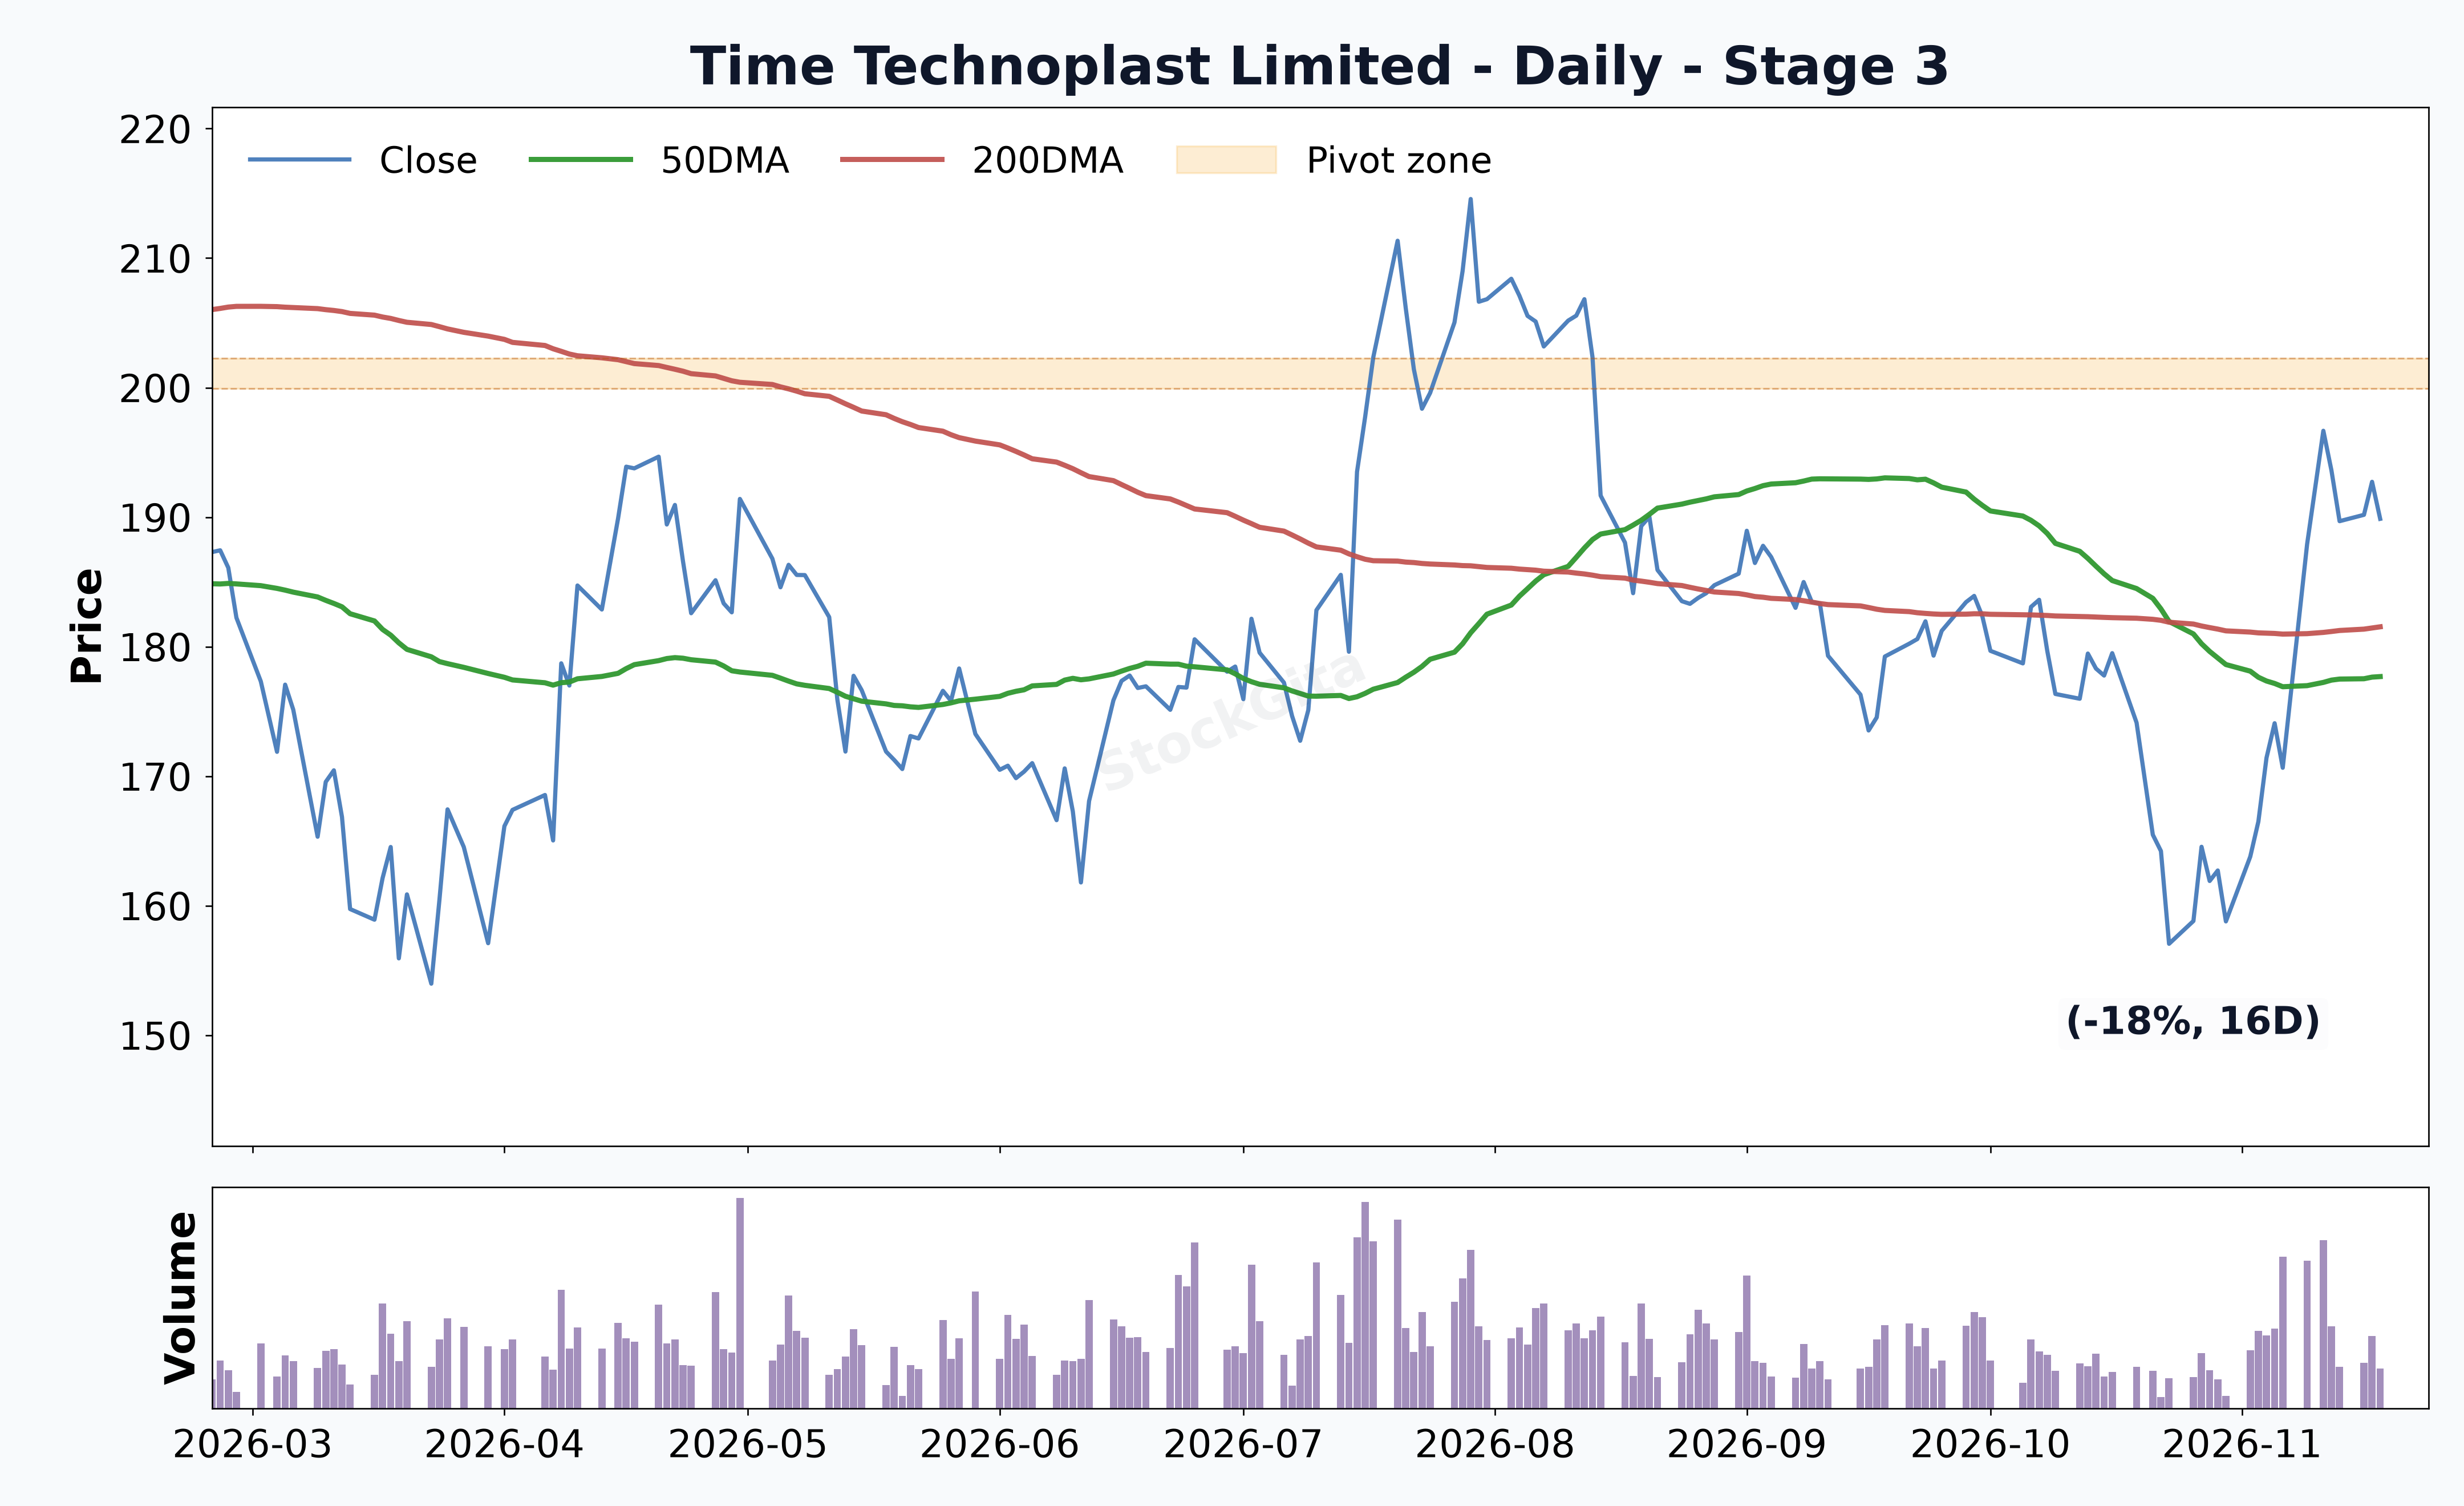 Time Technoplast Limited - Daily - Stage 3
Close
50DMA
200DMA
Pivot zone
220
210
200
190
180
170
160
150
Price
StockGita
(-18%, 16D)
Volume
2026-03
2026-04
2026-05
2026-06
2026-07
2026-08
2026-09
2026-10
2026-11